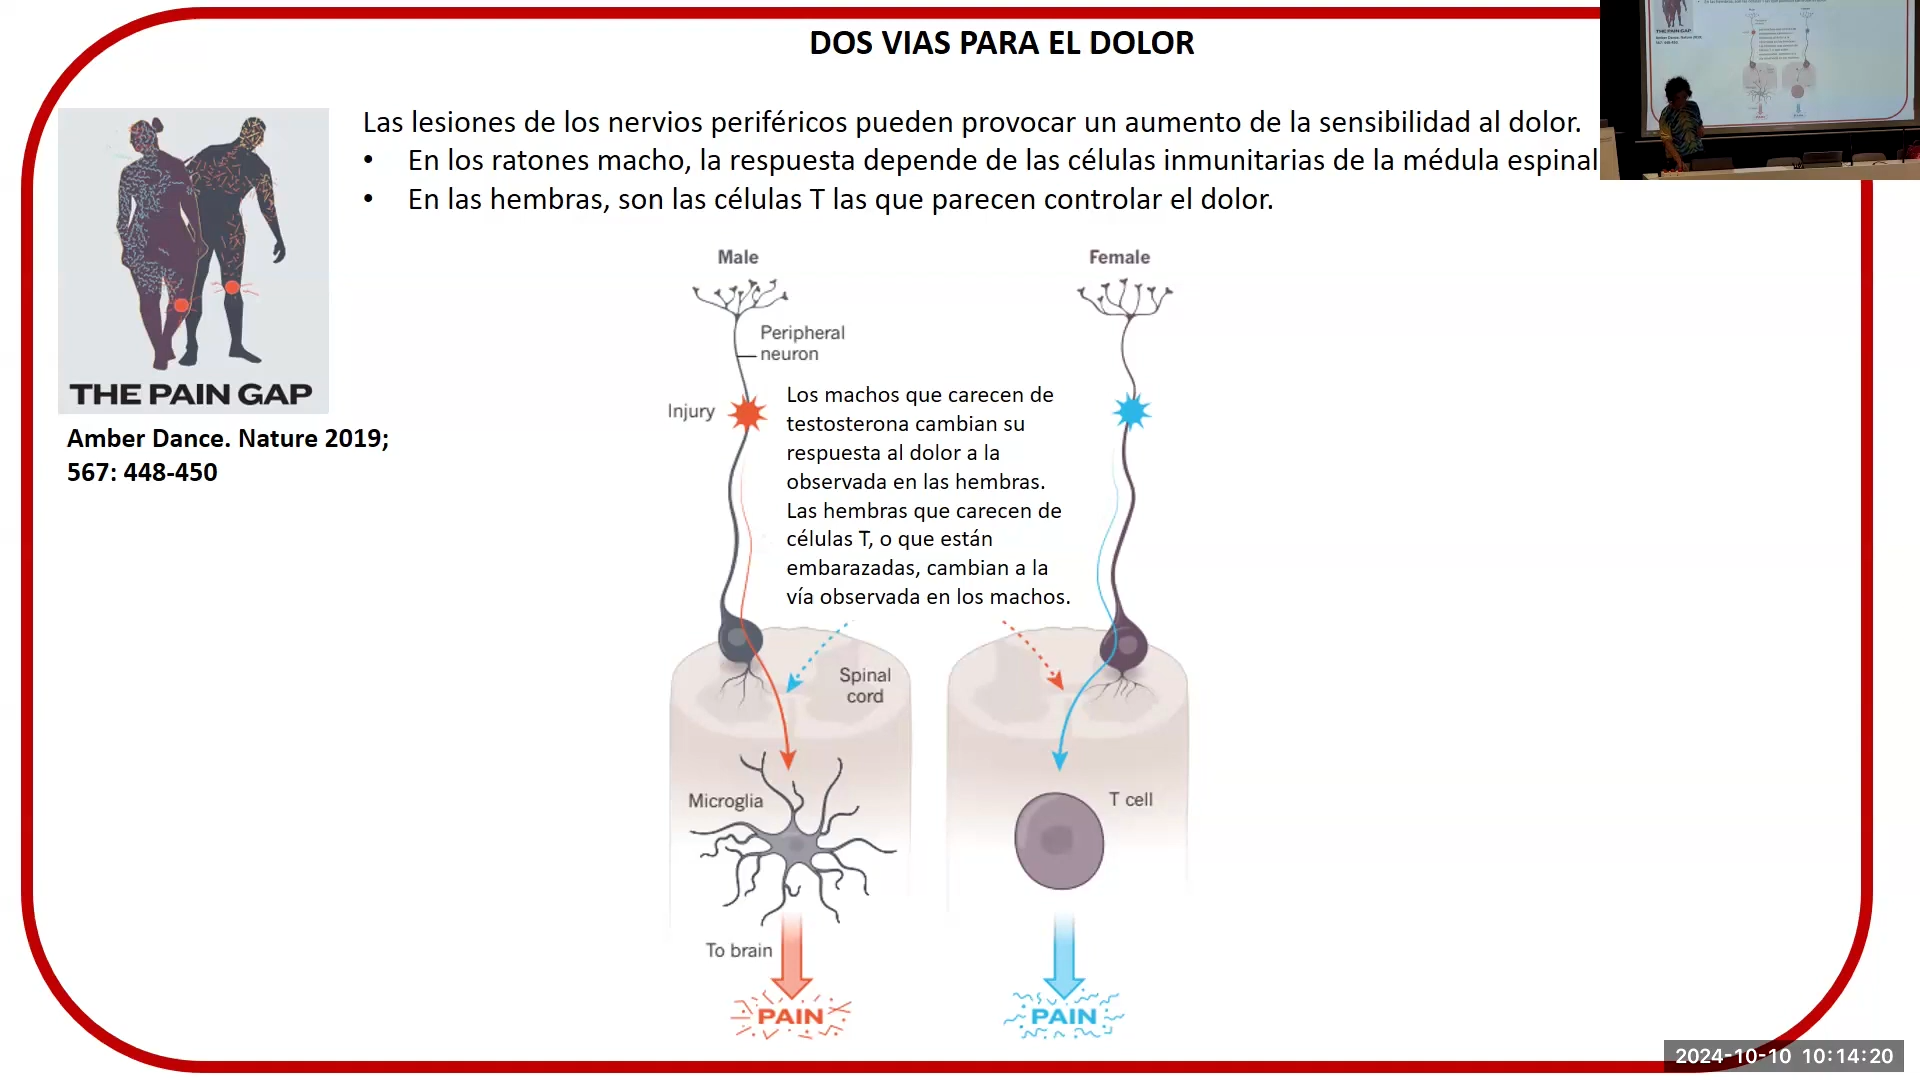 DOS VIAS PARA EL DOLOR
Las lesiones de los nervios periféricos pueden provocar un aumento de la sensibilidad al dolor.
• En los ratones macho, la respuesta depende de las células inmunitarias de la médula espinal
• En las hembras, son las células T las que parecen controlar el dolor.
THE PAIN GAP
Amber Dance. Nature 2019;
567: 448-450
Male
Female
Peripheral
neuron
Injury
Los machos que carecen de
testosterona cambian su
respuesta al dolor a la
observada en las hembras.
Las hembras que carecen de
células T, o que están
embarazadas, cambian a la
vía observada en los machos.
Spinal
cord
Microglia
T cell
To brain
PAIN
PAIN
2024-10-10 10:14:20